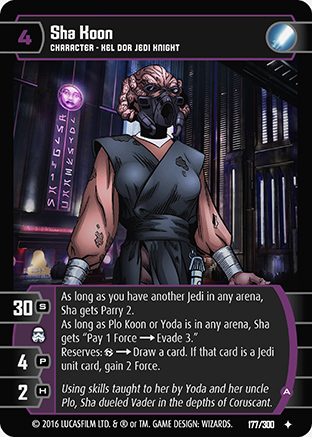 4
Sha Koon
CHARACTER - KEL DOR JEDI KNIGHT
30 S
4 P
2 H
As long as you have another Jedi in any arena,
Sha gets Parry 2.
As long as Plo Koon or Yoda is in any arena, Sha
gets “Pay 1 Force → Evade 3.”
Reserves: → Draw a card. If that card is a Jedi
unit card, gain 2 Force.
Using skills taught to her by Yoda and her uncle
Plo, Sha dueled Vader in the depths of Coruscant.
A
© 2016 LUCASFILM LTD. & ® or TM. GAME DESIGN: WIZARDS.
177/300